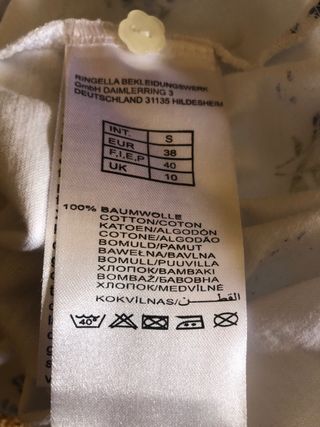 RINGELLA BEKLEIDUNGSWERK
GmbH DAIMLERRING 3
DEUTSCHLAND 31135 HILDESHEIM
INT. S
EUR 38
F,I,E,P 40
UK 10
100% BAUMWOLLE
COTTON/COTON
KATOEN/ALGODÓN
COTONE/ALGODÃO
BOMULD/PAMUT
BAWEŁNA/BAVLNA
BOMULL/PUUVILLA
ХЛОПОК/BAMBAKI
BOMBAŽ/БАВОВНА
ХЛОПОК/MEDVILNĖ
KOKVILNAS/القطن
40°